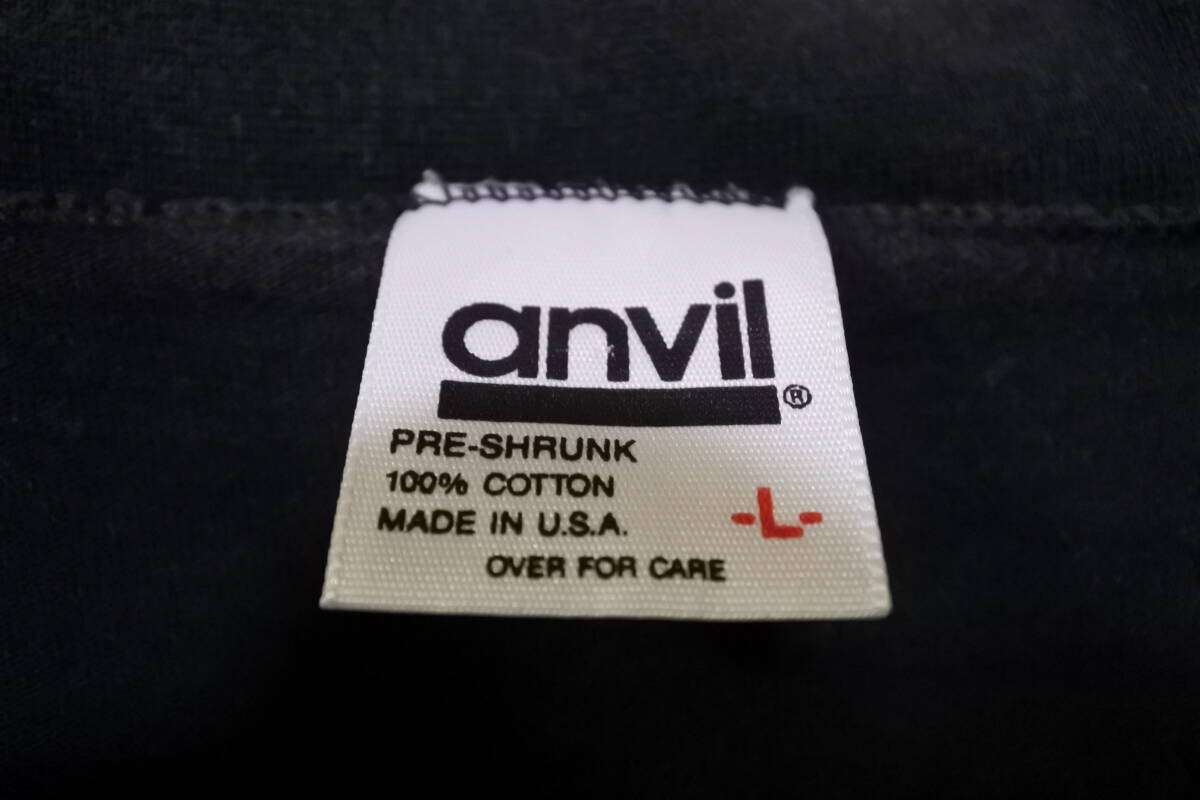 anvil®
PRE-SHRUNK
100% COTTON
MADE IN U.S.A. -L-
OVER FOR CARE